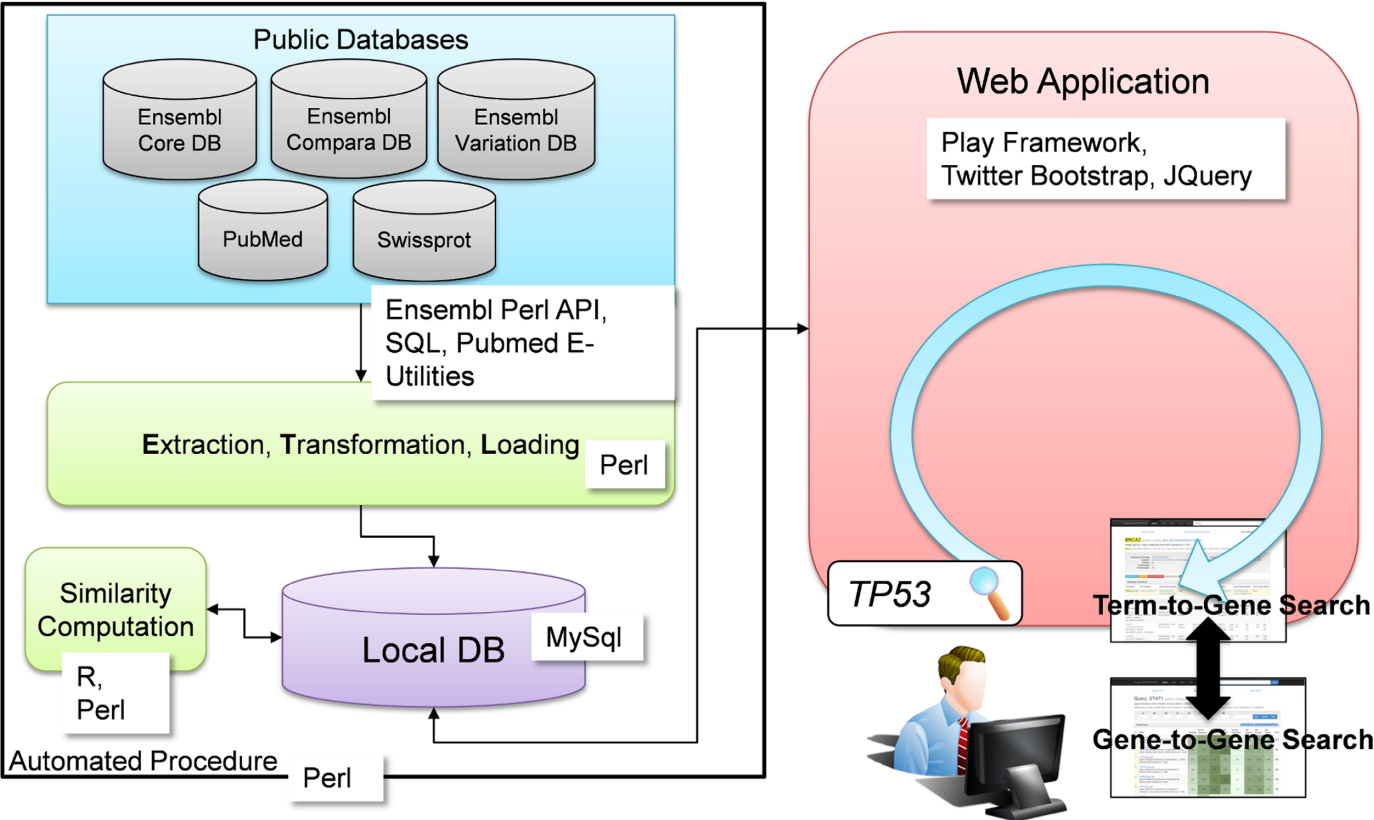 Public Databases
Ensembl
Core DB
Ensembl
Compara DB
Ensembl
Variation DB
PubMed
Swissprot
Ensembl Perl API,
SQL, Pubmed E-
Utilities
Extraction, Transformation, Loading
Perl
Similarity
Computation
R,
Perl
Local DB
MySql
Automated Procedure
Perl
Web Application
Play Framework,
Twitter Bootstrap, JQuery
TP53
BRCA2
Term-to-Gene Search
Query: STAT1
Gene-to-Gene Search